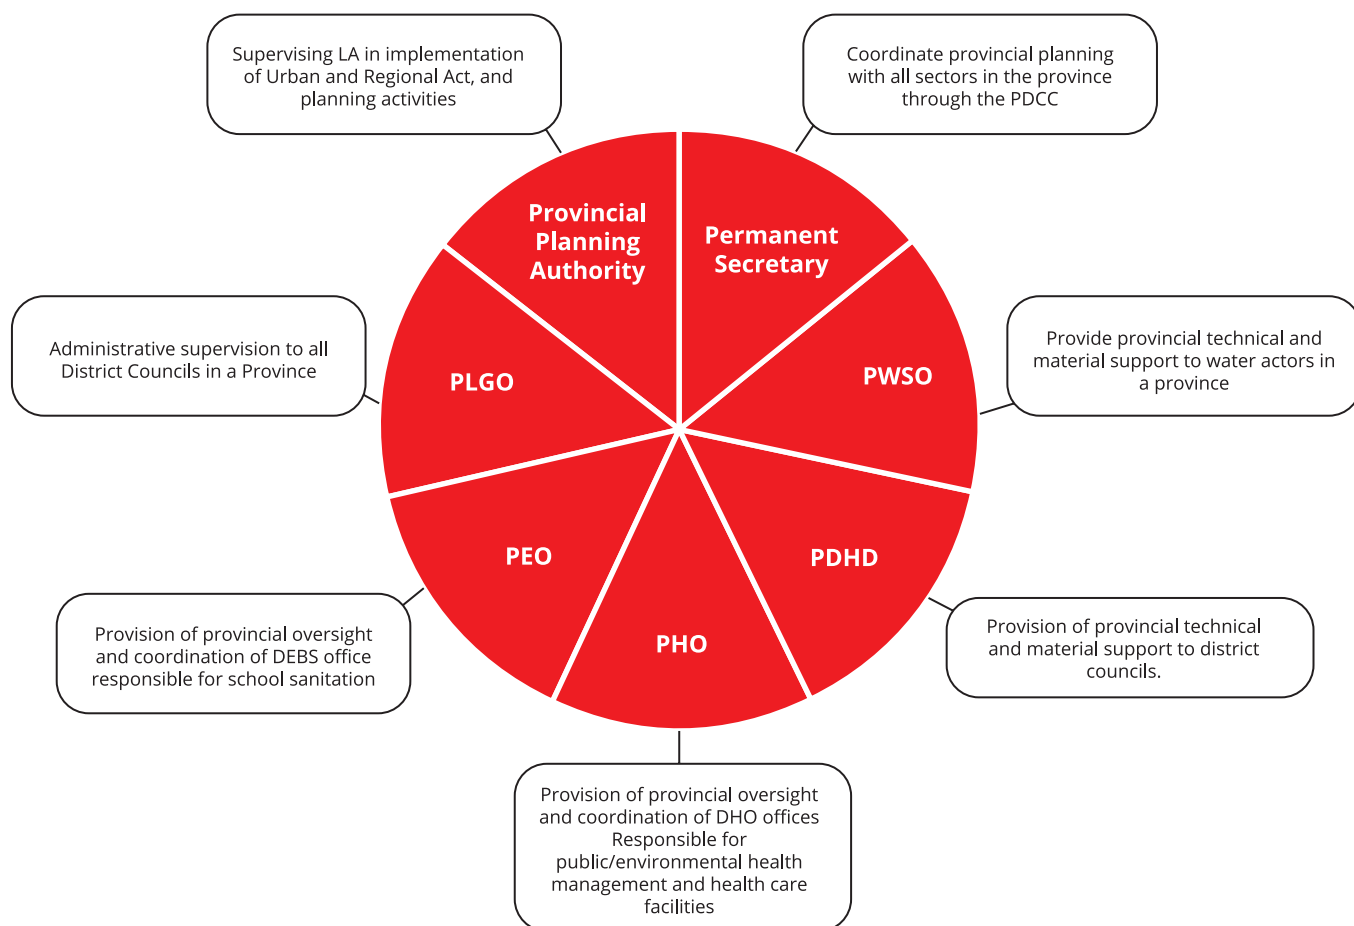 Supervising LA in implementation
of Urban and Regional Act, and
planning activities
Coordinate provincial planning
with all sectors in the province
through the PDCC
Provincial
Planning
Authority
Permanent
Secretary
Administrative supervision to all
District Councils in a Province
PLGO
PWSO
Provide provincial technical and
material support to water actors in
a province
PEO
PDHD
Provision of provincial oversight
and coordination of DEBS office
responsible for school sanitation
PHO
Provision of provincial technical
and material support to district
councils.
Provision of provincial oversight
and coordination of DHO offices
Responsible for
public/environmental health
management and health care
facilities